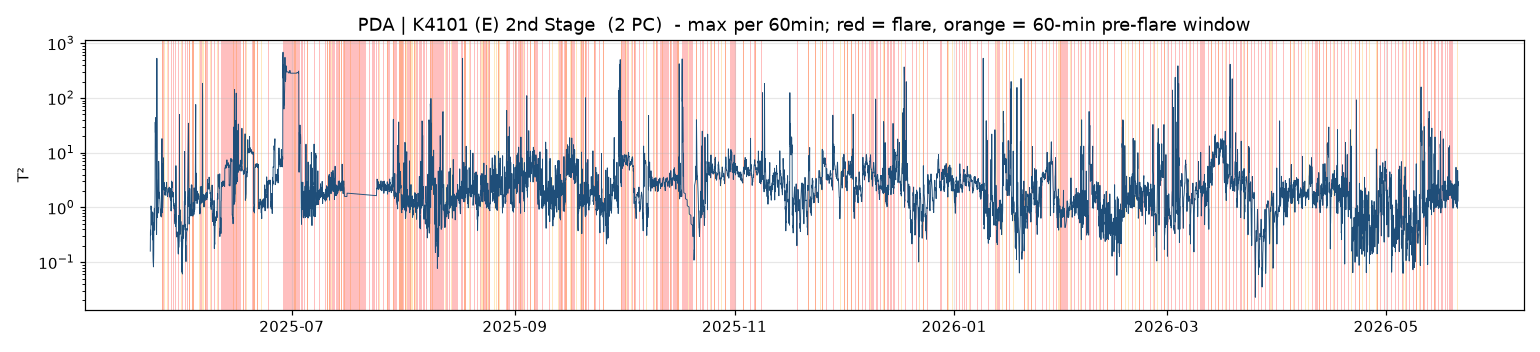 PDA | K4101 (E) 2nd Stage (2 PC) - max per 60min; red = flare, orange = 60-min pre-flare window
T²
10³
10²
10¹
10⁰
10⁻¹
2025-07 2025-09 2025-11 2026-01 2026-03 2026-05